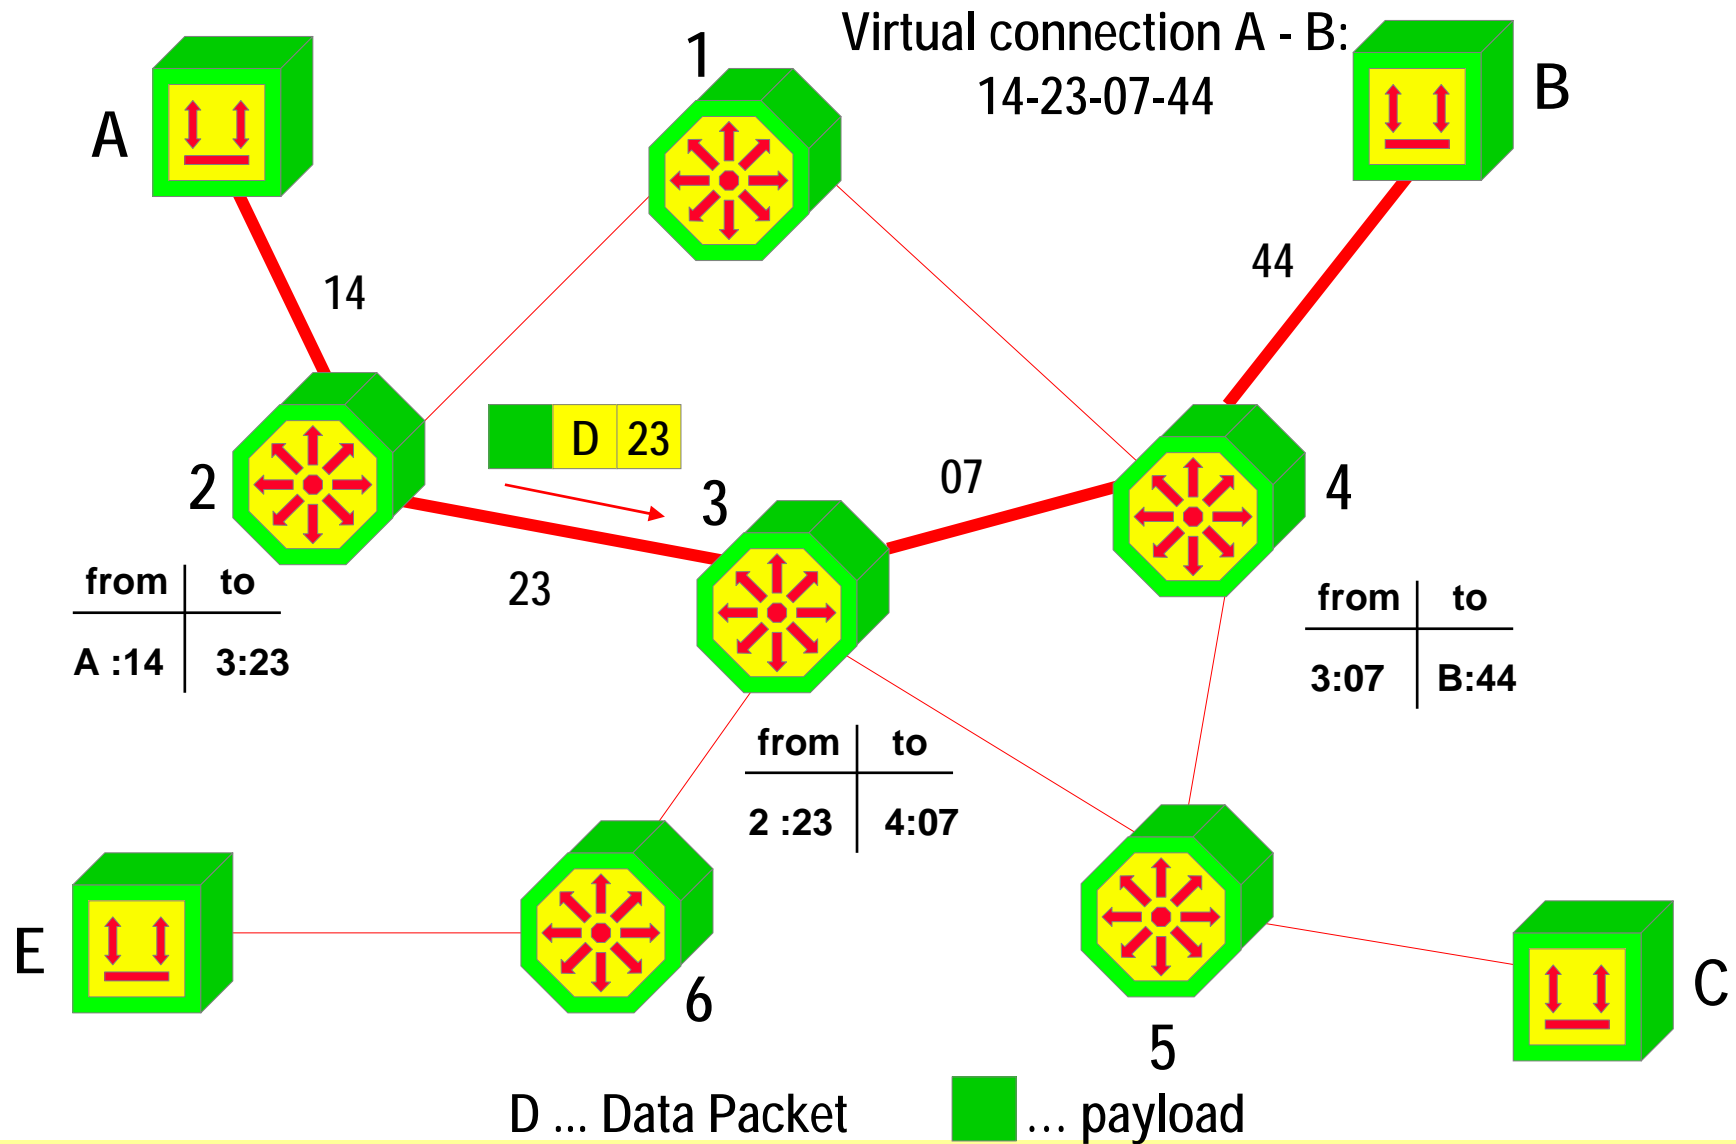 Virtual connection A - B:
14-23-07-44
1
A
B
14
44
D 23
2
3
07
4
23
from to
A :14 3:23
from to
3:07 B:44
from to
2 :23 4:07
E
6
5
C
D ... Data Packet
... payload